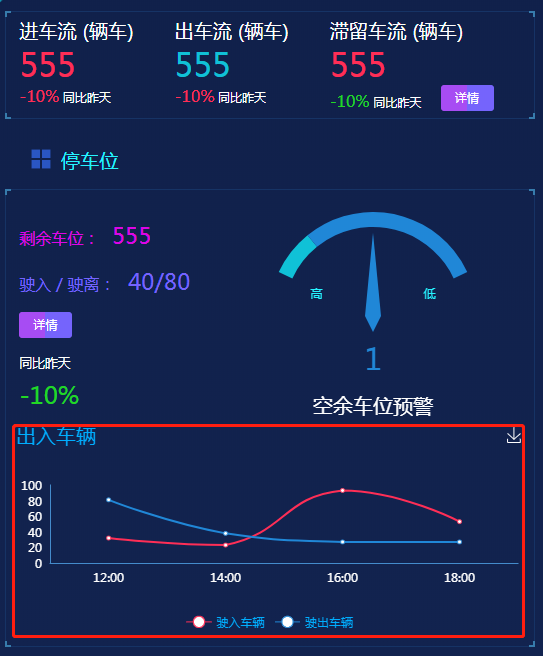 进车流 (辆车) 出车流 (辆车) 滞留车流 (辆车)
555 555 555
-10% 同比昨天 -10% 同比昨天 -10% 同比昨天 详情
停车位
剩余车位： 555
驶入 / 驶离： 40/80
高 低
详情
同比昨天
1
-10%
空余车位预警
出入车辆
100
80
60
40
20
0
12:00 14:00 16:00 18:00
驶入车辆 驶出车辆